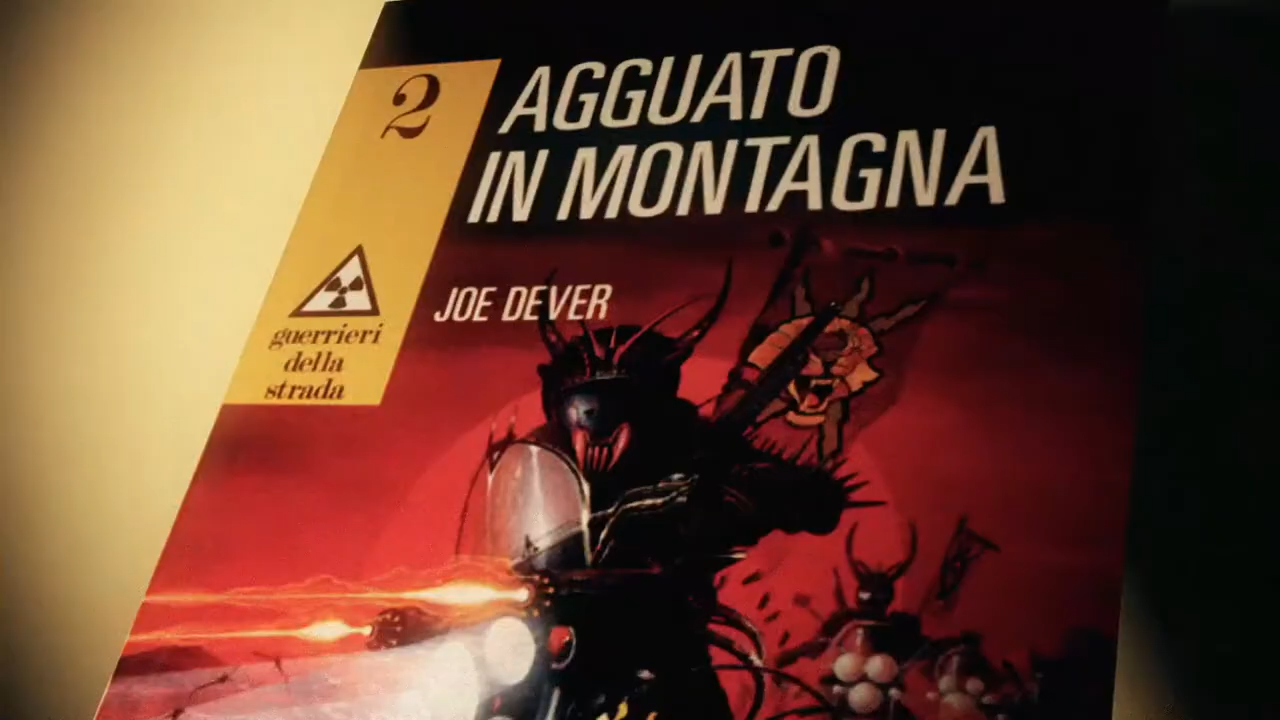 2
AGGUATO
IN MONTAGNA
JOE DEVER
guerrieri
della
strada